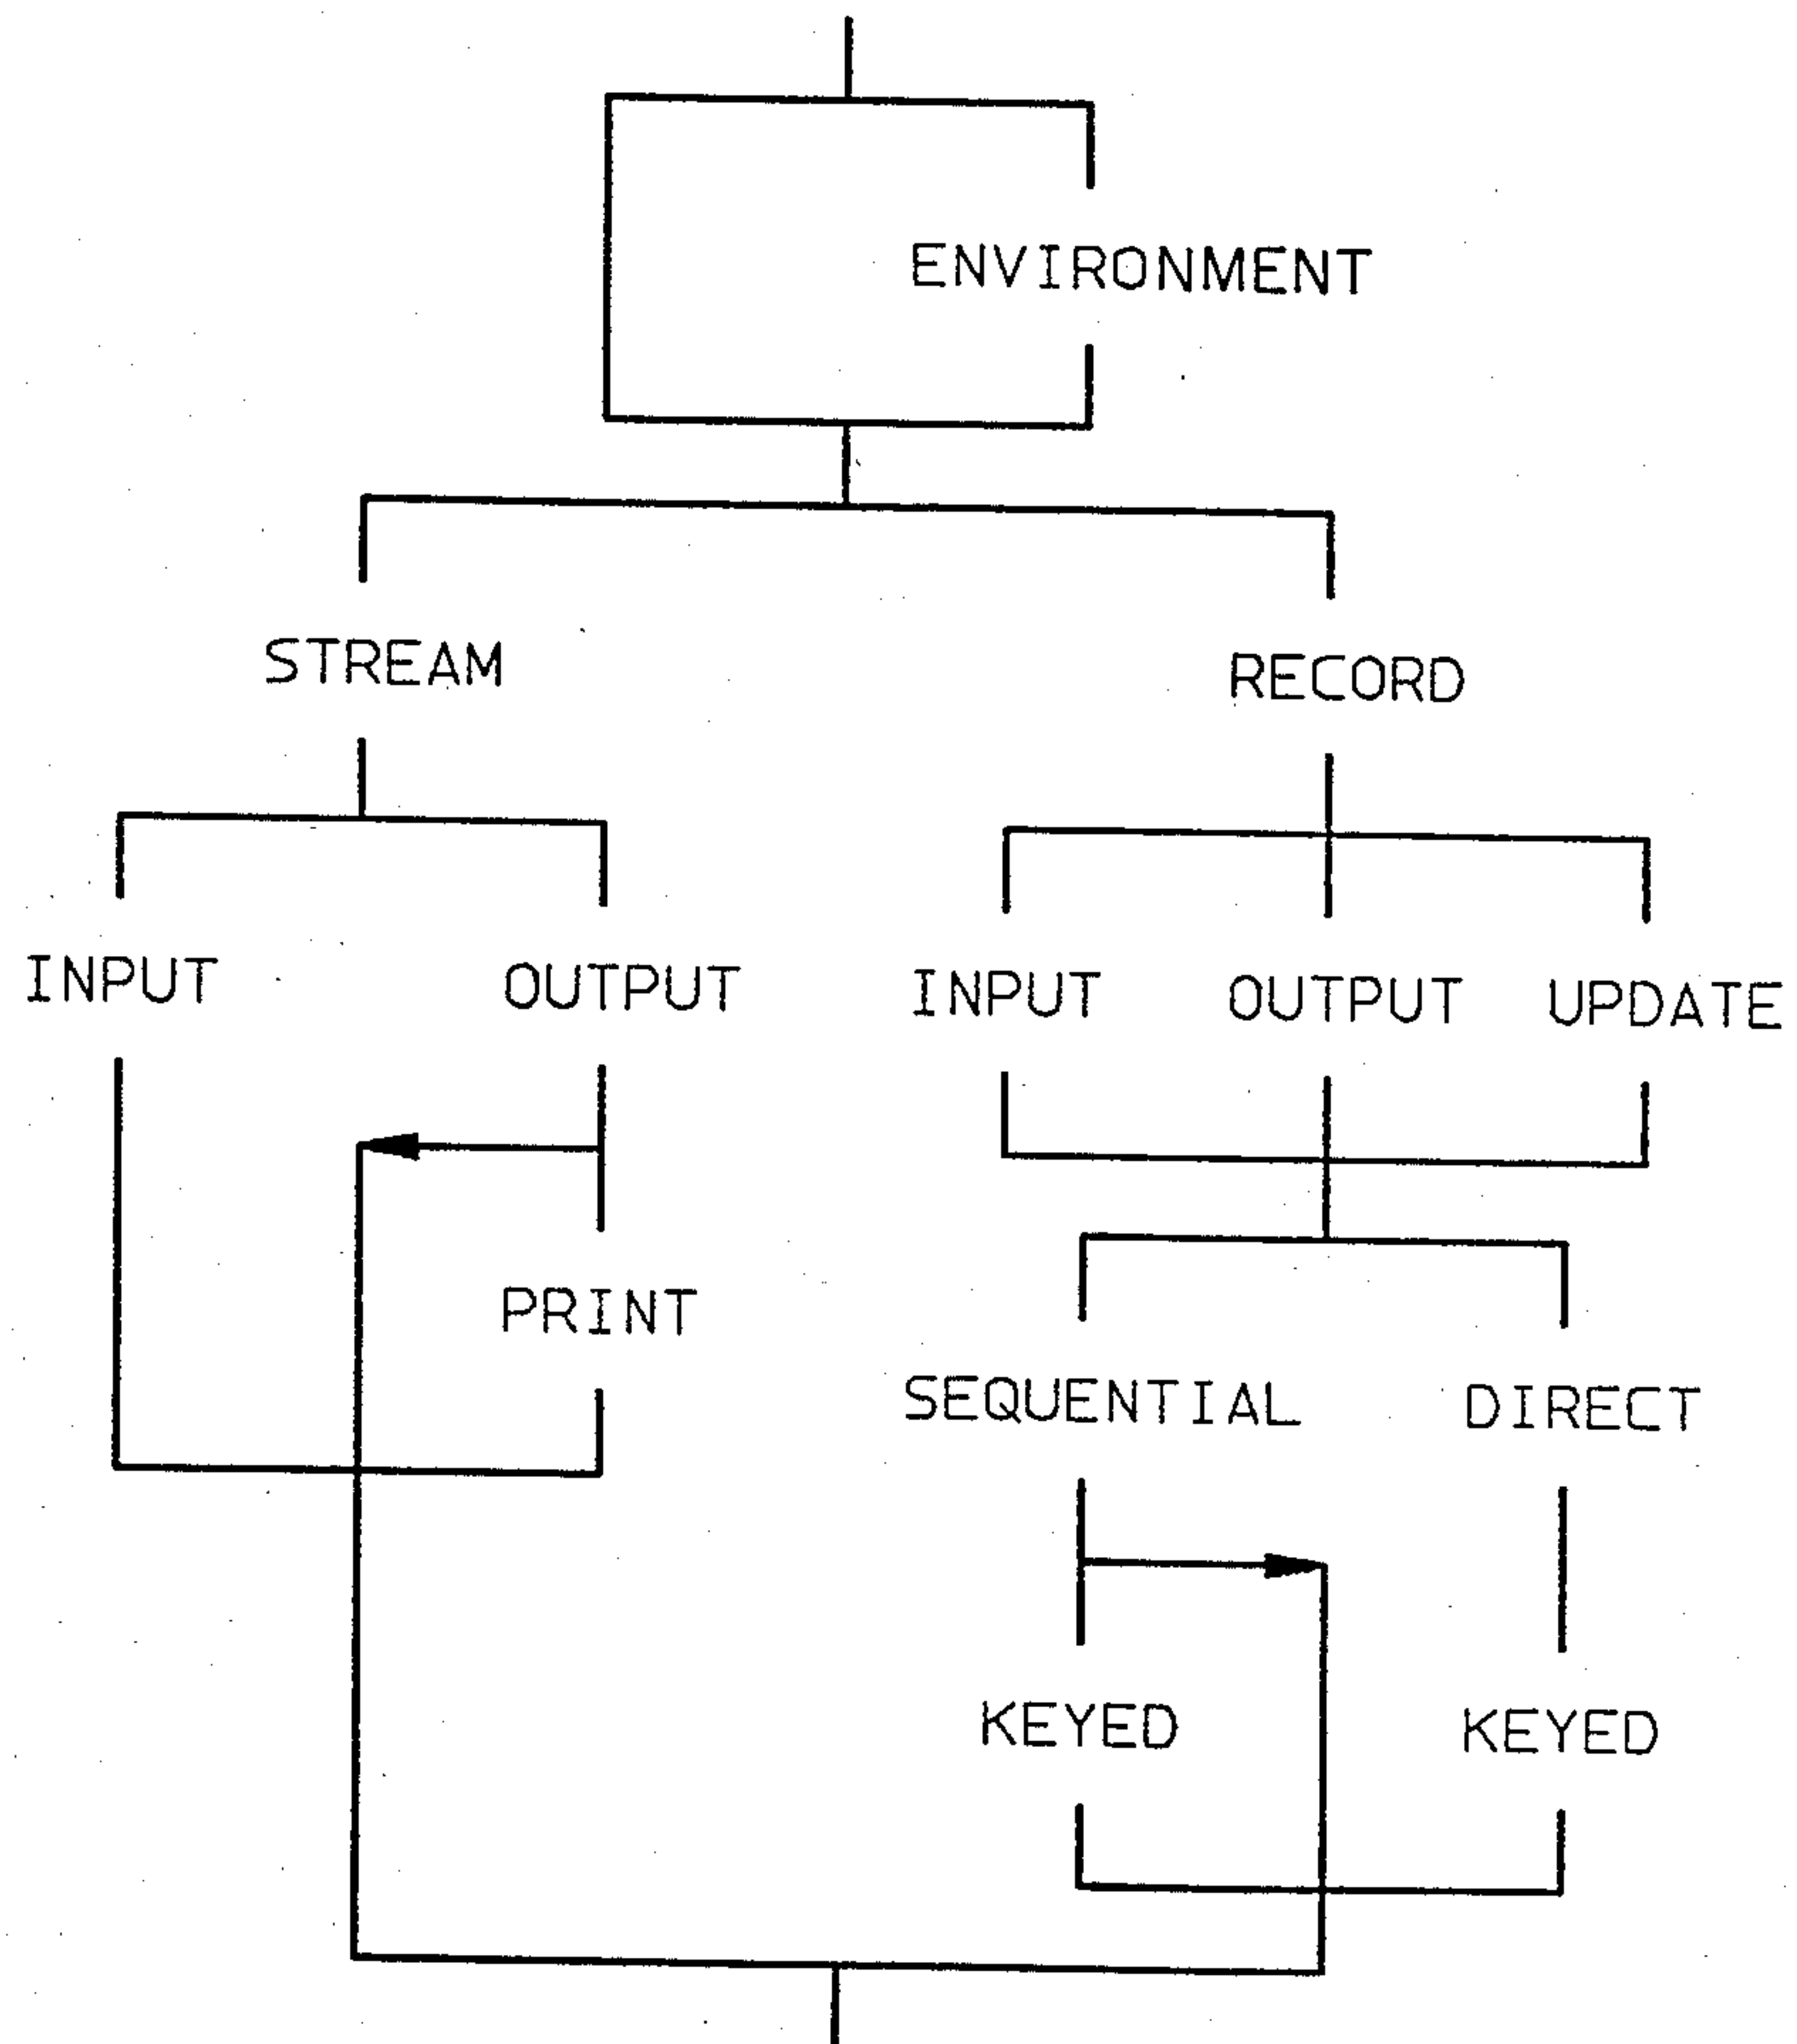 ENVIRONMENT
STREAM
RECORD
INPUT
OUTPUT
INPUT
OUTPUT
UPDATE
PRINT
SEQUENTIAL
DIRECT
KEYED
KEYED